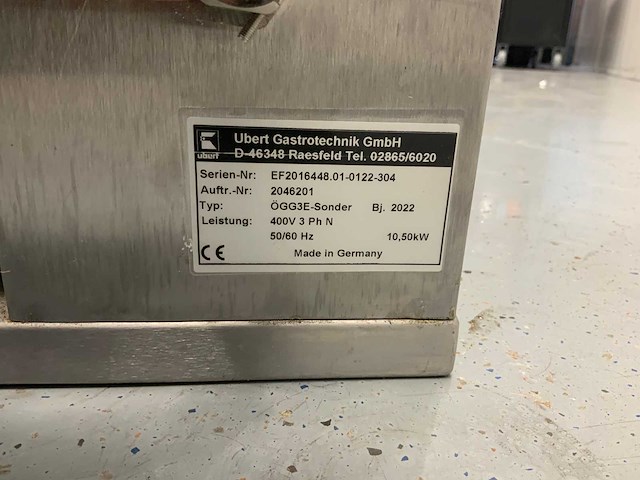 Ubert Gastrotechnik GmbH
ubert D-46348 Raesfeld Tel. 02865/6020
Serien-Nr: EF2016448.01-0122-304
Auftr.-Nr: 2046201
Typ: ÖGG3E-Sonder Bj. 2022
Leistung: 400V 3 Ph N
50/60 Hz 10,50kW
CE Made in Germany